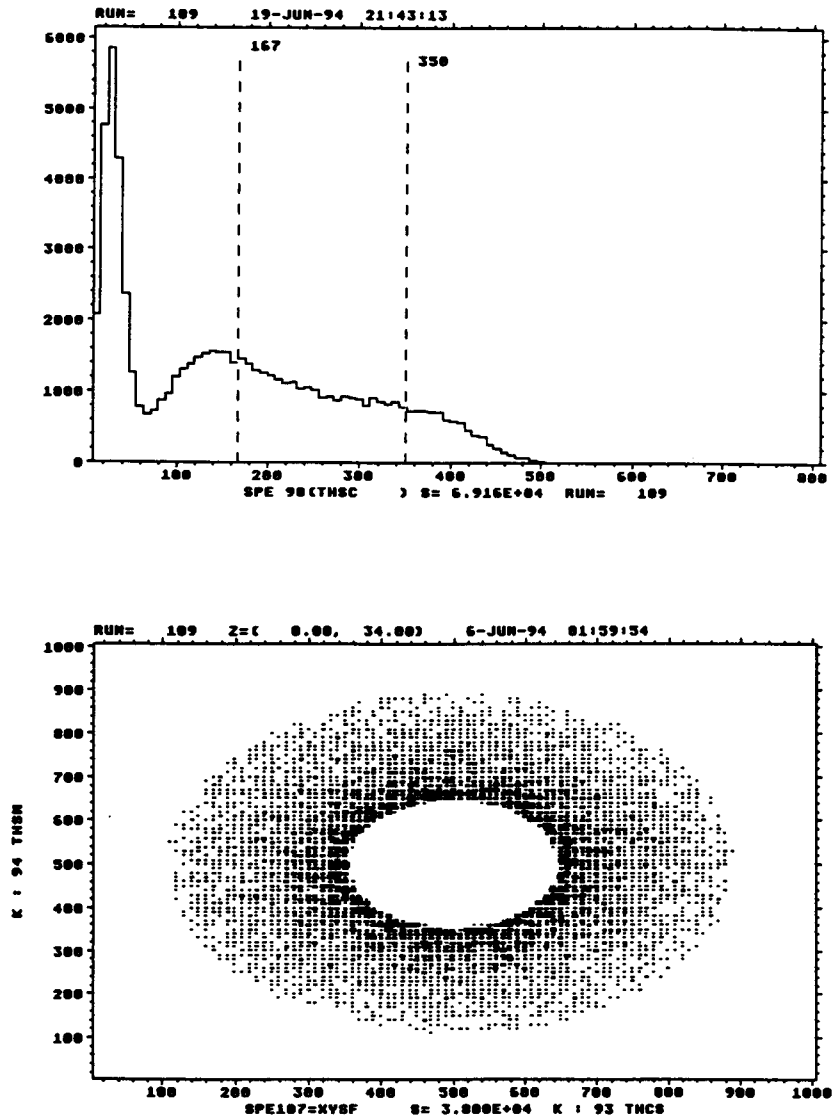 RUN= 109 19-JUN-94 21:43:13
167
350
6000
5000
4000
3000
2000
1000
0
100 200 300 400 500 600 700 800
SPE 90(THSC ) S= 6.916E+04 RUN= 109
RUN= 109 Z=( 0.00, 34.00) 6-JUN-94 01:59:54
1000
900
800
700
600
500
400
300
200
100
K : 94 THSN
100 200 300 400 500 600 700 800 900 1000
SPE107=XYSF S= 3.800E+04 K : 93 THCS